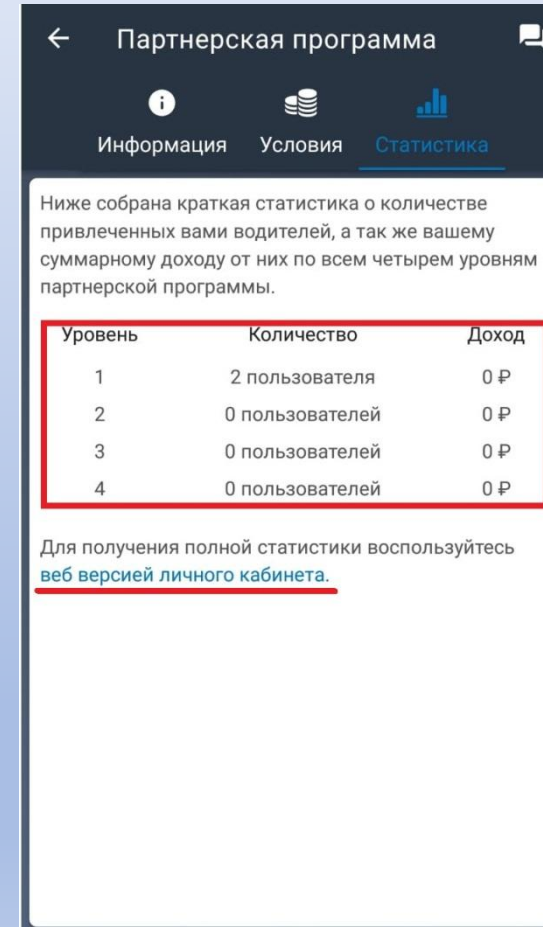 Партнерская программа
Информация Условия Статистика
Ниже собрана краткая статистика о количестве
привлеченных вами водителей, а так же вашему
суммарному доходу от них по всем четырем уровням
партнерской программы.
Уровень Количество Доход
1 2 пользователя 0 ₽
2 0 пользователей 0 ₽
3 0 пользователей 0 ₽
4 0 пользователей 0 ₽
Для получения полной статистики воспользуйтесь
веб версией личного кабинета.